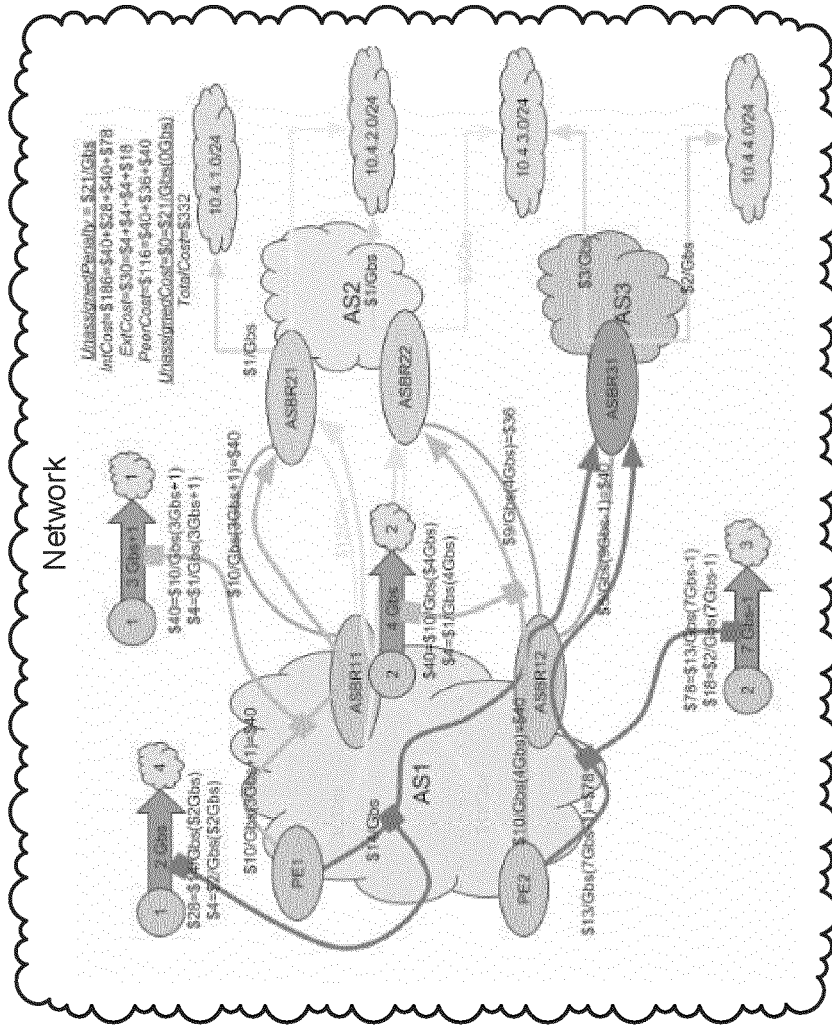 Network
UnassignedPenalty = $21/Gbs
IntCost=$186=$40+$28+$40+$78
ExtCost=$30=$4+$4+$4+$18
PeerCost=$116=$40+$36+$40
UnassignedCost=$0=$21/Gbs(0Gbs)
TotalCost=$332
1
2 Gbs
4
$4=$2/Gbs($2Gbs)
1
3 Gbs+1
1
$40=$10/Gbs(3Gbs+1)
$4=$1/Gbs(3Gbs+1)
$10/Gbs(3Gbs+1)=$40
$10/Gbs(3Gbs+1)=$40
$1/Gbs
10.4.1.0/24
PE1
ASBR11
ASBR21
AS2
$1/Gbs
10.4.2.0/24
$14/Gbs
AS1
2
4 Gbs
2
$40=$10/Gbs($4Gbs)
$4=$1/Gbs(4Gbs)
ASBR22
$9/Gbs(4Gbs)=$36
10.4.3.0/24
PE2
$10/Gbs(4Gbs)=$40
ASBR12
$13/Gbs(7Gbs-1)=$78
ASBR31
AS3
$3/Gbs
$2/Gbs
10.4.4.0/24
$78=$13/Gbs(7Gbs-1)
$18=$2/Gbs(7Gbs-1)
2
7 Gbs-1
3